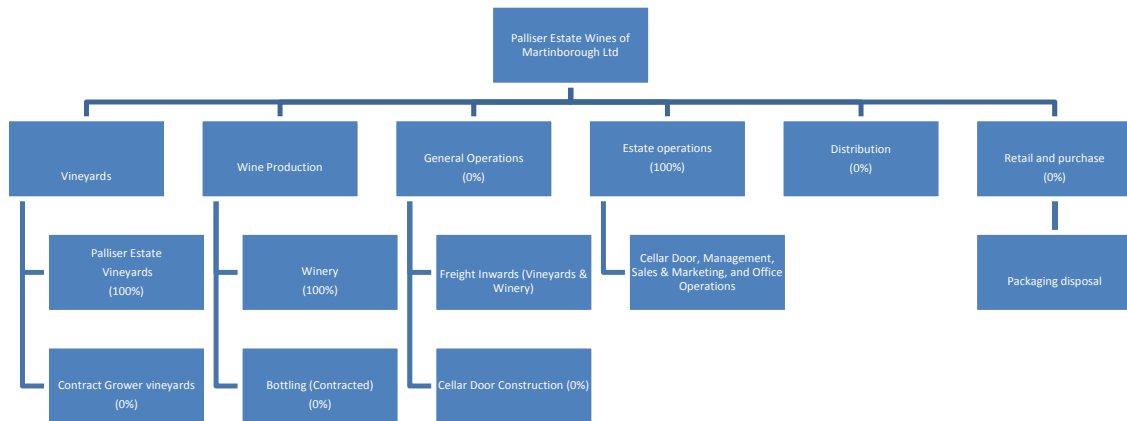 Palliser Estate Wines of
Martinborough Ltd
Vineyards
Wine Production
General Operations
(0%)
Estate operations
(100%)
Distribution
(0%)
Retail and purchase
(0%)
Palliser Estate
Vineyards
(100%)
Winery
(100%)
Freight Inwards (Vineyards &
Winery)
Cellar Door, Management,
Sales & Marketing, and Office
Operations
Packaging disposal
Contract Grower vineyards
(0%)
Bottling (Contracted)
(0%)
Cellar Door Construction (0%)